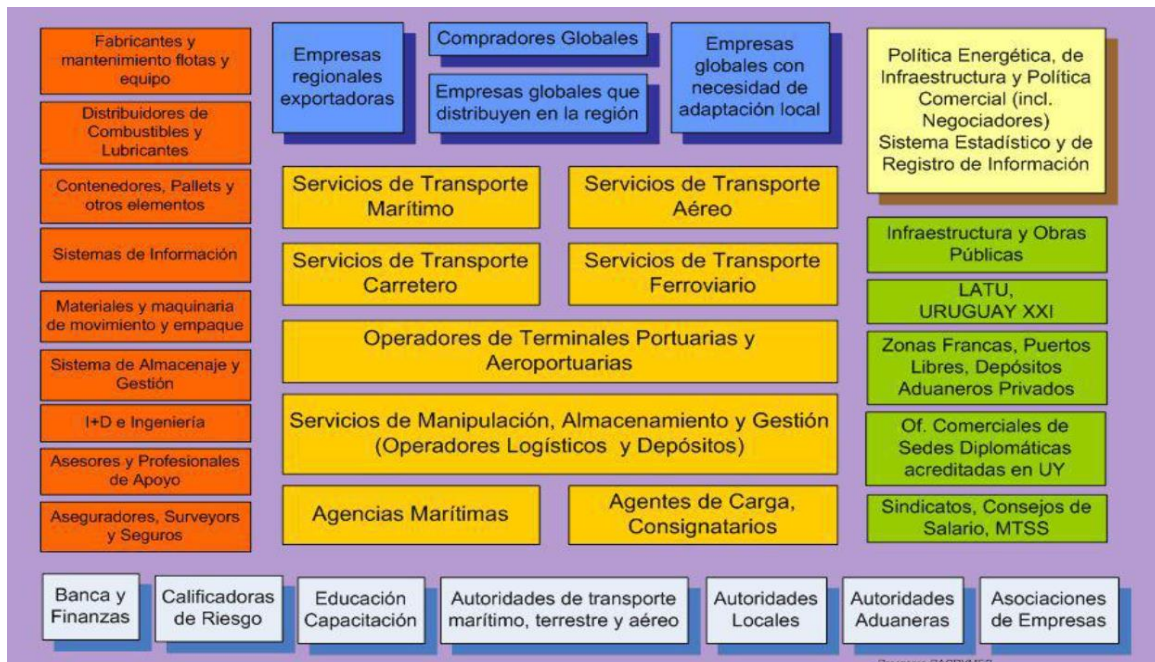 Fabricantes y
mantenimiento flotas y
equipo
Distribuidores de
Combustibles y
Lubricantes
Contenedores, Pallets y
otros elementos
Sistemas de Información
Materiales y maquinaria
de movimiento y empaque
Sistema de Almacenaje y
Gestión
I+D e Ingeniería
Asesores y Profesionales
de Apoyo
Aseguradores, Surveyors
y Seguros
Empresas
regionales
exportadoras
Compradores Globales
Empresas globales que
distribuyen en la región
Empresas
globales con
necesidad de
adaptación local
Servicios de Transporte
Marítimo
Servicios de Transporte
Aéreo
Servicios de Transporte
Carretero
Servicios de Transporte
Ferroviario
Operadores de Terminales Portuarias y
Aeroportuarias
Servicios de Manipulación, Almacenamiento y Gestión
(Operadores Logísticos y Depósitos)
Agencias Marítimas
Agentes de Carga,
Consignatarios
Política Energética, de
Infraestructura y Política
Comercial (incl.
Negociadores)
Sistema Estadístico y de
Registro de Información
Infraestructura y Obras
Públicas
LATU,
URUGUAY XXI
Zonas Francas, Puertos
Libres, Depósitos
Aduaneros Privados
Of. Comerciales de
Sedes Diplomáticas
acreditadas en UY
Sindicatos, Consejos de
Salario, MTSS
Banca y
Finanzas
Calificadoras
de Riesgo
Educación
Capacitación
Autoridades de transporte
marítimo, terrestre y aéreo
Autoridades
Locales
Autoridades
Aduaneras
Asociaciones
de Empresas